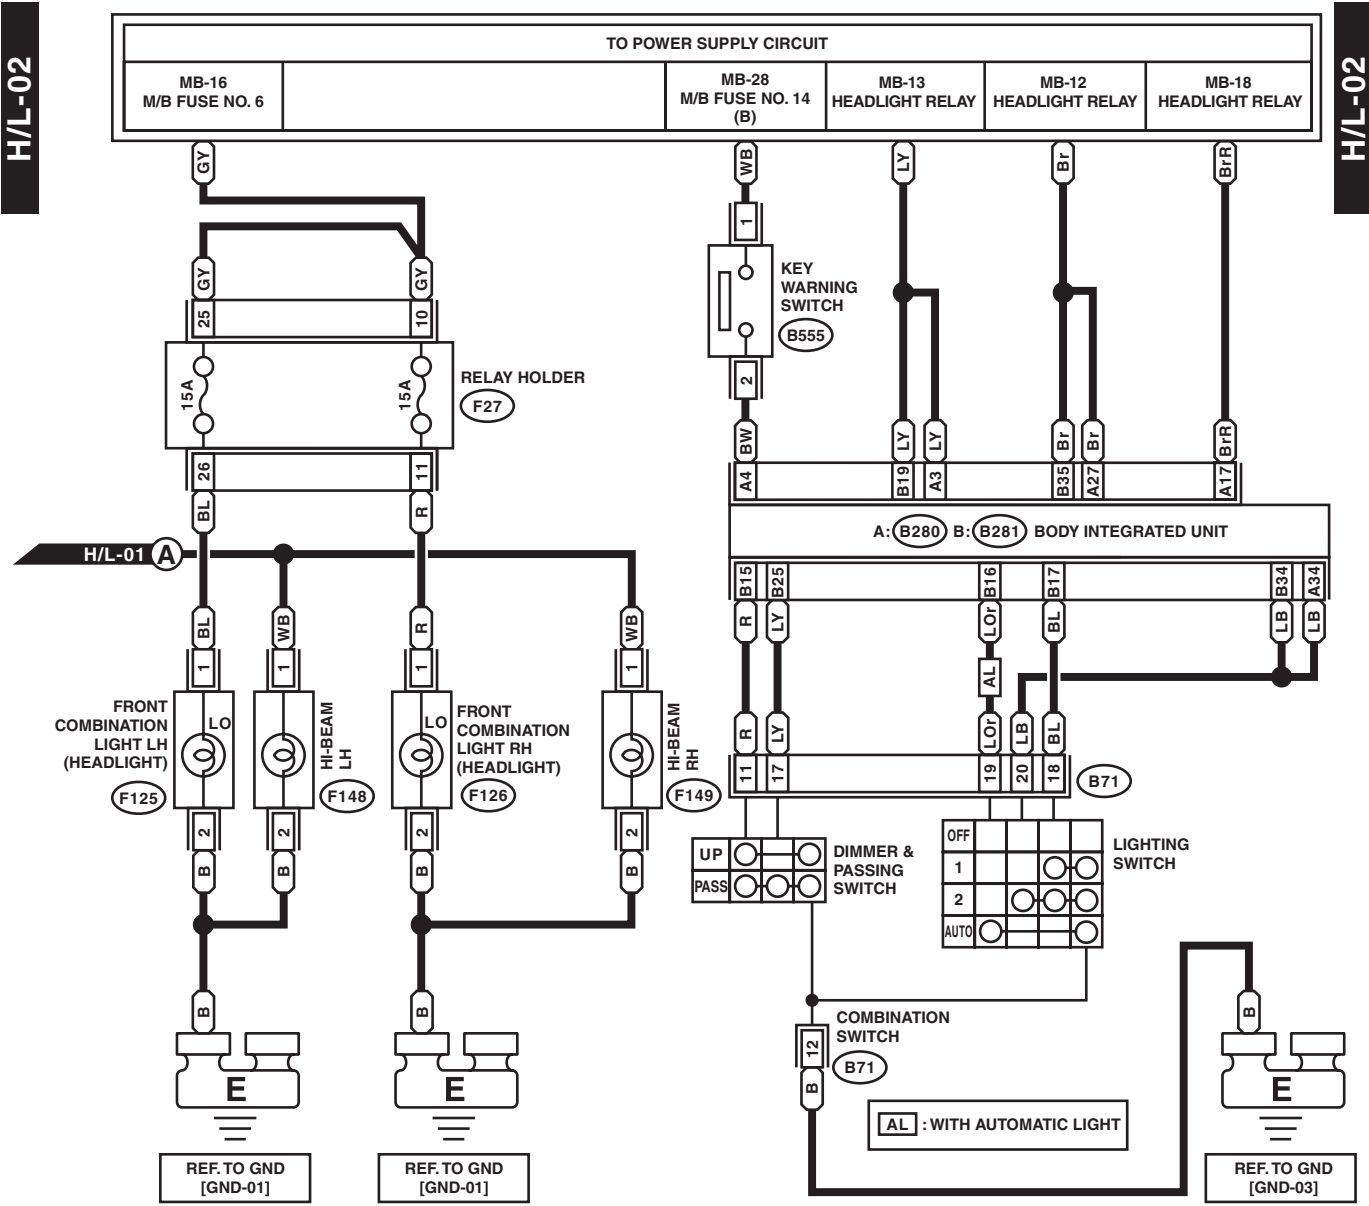 H/L-02
H/L-02
TO POWER SUPPLY CIRCUIT
MB-16
M/B FUSE NO. 6
MB-28
M/B FUSE NO. 14
(B)
MB-13
HEADLIGHT RELAY
MB-12
HEADLIGHT RELAY
MB-18
HEADLIGHT RELAY
GY
WB
LY
Br
BrR
1
KEY
WARNING
SWITCH
B555
2
GY
GY
25
10
15A
15A
RELAY HOLDER
F27
26
11
BL
R
BW
LY
LY
Br
Br
BrR
A4
B19
A3
B35
A27
A17
A: B280 B: B281 BODY INTEGRATED UNIT
B15
B25
B16
B17
B34
A34
R
LY
LOr
BL
LB
LB
AL
R
LY
LOr
LB
BL
11
17
19
20
18
B71
H/L-01 A
BL
WB
R
WB
1
1
1
1
FRONT
COMBINATION
LIGHT LH
(HEADLIGHT)
F125
LO
HI-BEAM
LH
F148
LO
FRONT
COMBINATION
LIGHT RH
(HEADLIGHT)
F126
HI-BEAM
RH
F149
2
2
2
2
B
B
B
B
UP
PASS
DIMMER &
PASSING
SWITCH
OFF
1
2
AUTO
LIGHTING
SWITCH
B
B
B
E
E
E
COMBINATION
SWITCH
B71
12
B
AL : WITH AUTOMATIC LIGHT
REF. TO GND
[GND-01]
REF. TO GND
[GND-01]
REF. TO GND
[GND-03]